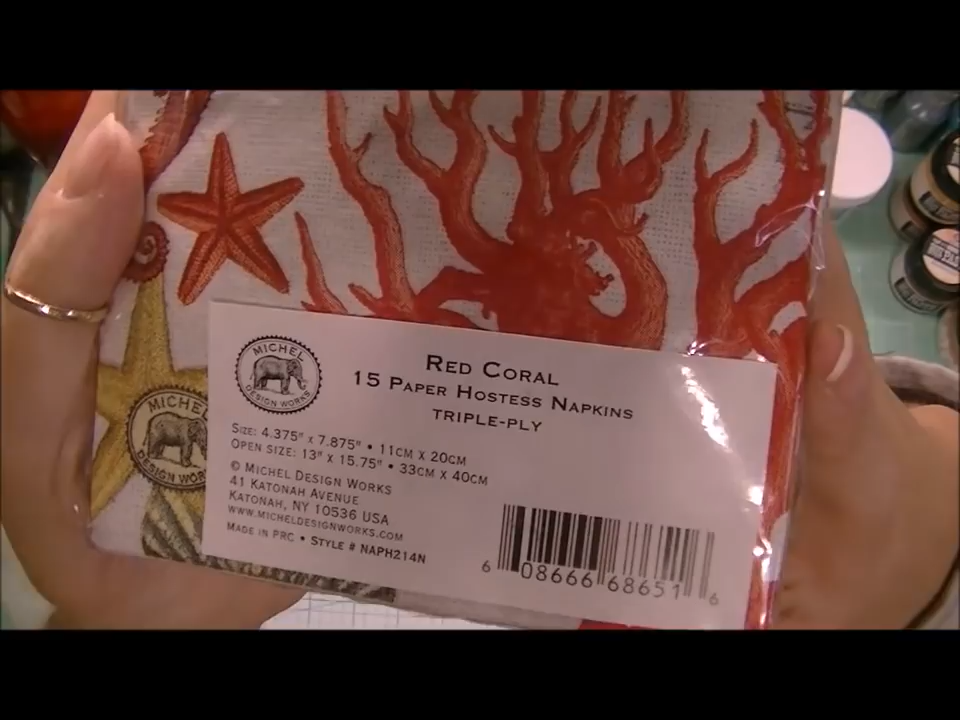 MICHEL
DESIGN WORKS
RED CORAL
15 PAPER HOSTESS NAPKINS
TRIPLE-PLY
SIZE: 4.375" X 7.875" • 11CM X 20CM
OPEN SIZE: 13" X 15.75" • 33CM X 40CM
© MICHEL DESIGN WORKS
41 KATONAH AVENUE
KATONAH, NY 10536 USA
WWW.MICHELDESIGNWORKS.COM
MADE IN PRC • STYLE # NAPH214N
6 08666 68651 6
MICHEL
DESIGN WOR